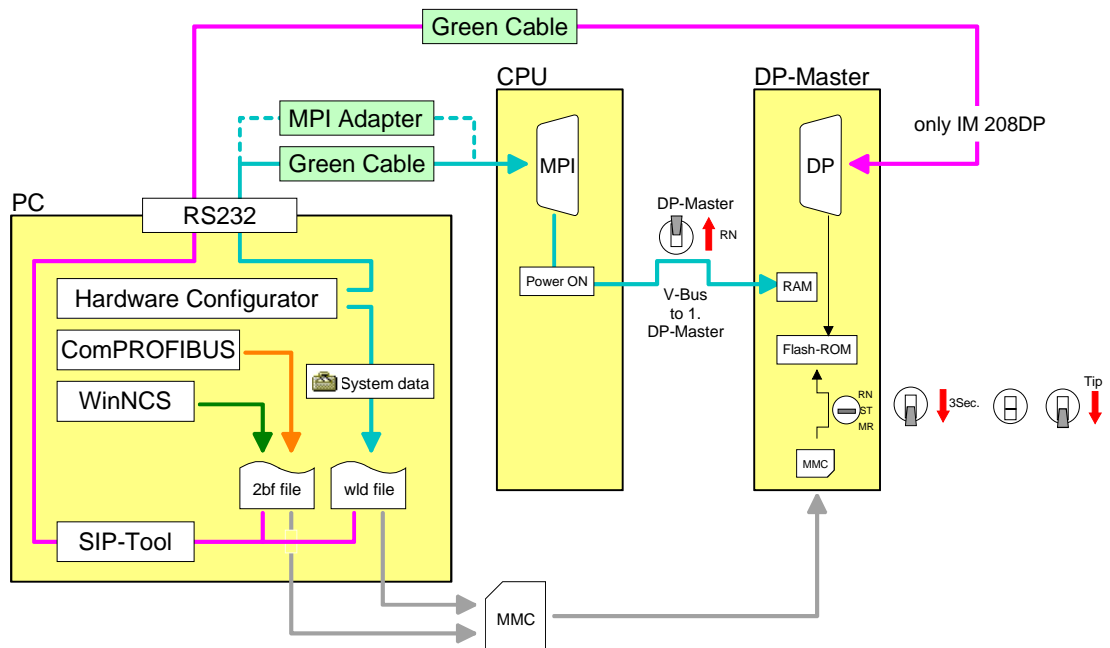 Green Cable
CPU
DP-Master
MPI Adapter
only IM 208DP
Green Cable
MPI
DP
PC
RS232
DP-Master
RN
Hardware Configurator
Power ON
RAM
V-Bus
to 1.
DP-Master
ComPROFIBUS
Flash-ROM
System data
WinNCS
RN
ST
MR
3Sec.
Tip
MMC
2bf file
wld file
SIP-Tool
MMC